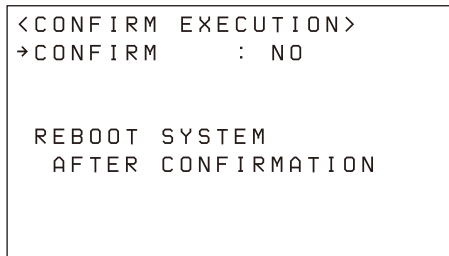 <CONFIRM EXECUTION>
→CONFIRM : NO
REBOOT SYSTEM
AFTER CONFIRMATION